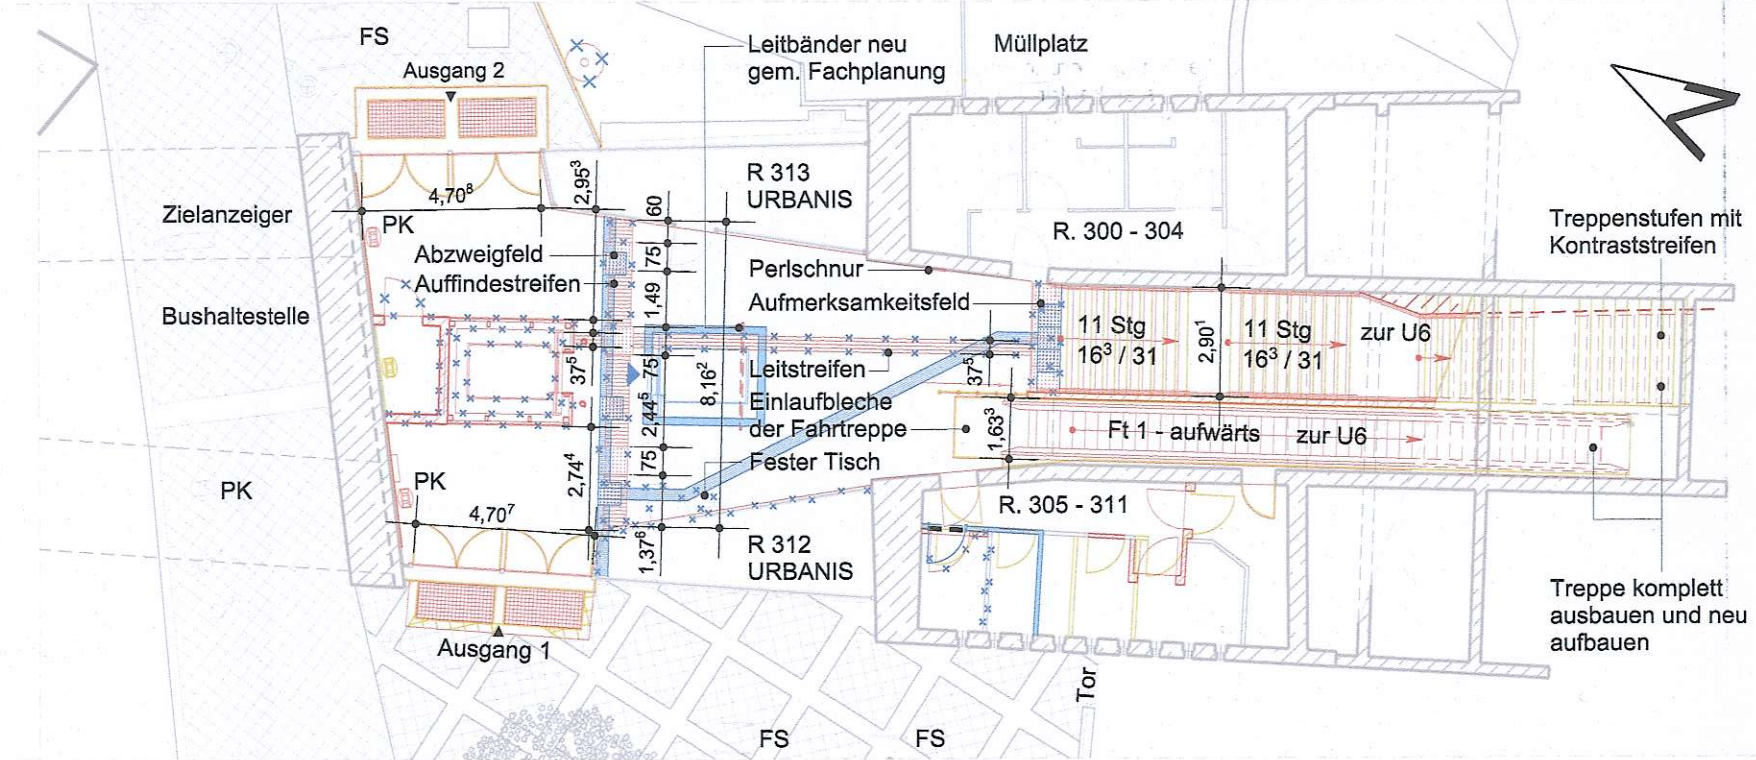 FS
Ausgang 2
Leitbänder neu
gem. Fachplanung
Müllplatz
Zielanzeiger
4,70⁸
PK
2,95³
60
R 313
URBANIS
R. 300 - 304
Treppenstufen mit
Kontraststreifen
Abzweigfeld
Auffindestreifen
75
1,49
Perlschnur
Aufmerksamkeitsfeld
Bushaltestelle
11 Stg
16³ / 31
2,90¹
11 Stg
16³ / 31
zur U6
37⁵
75
8,16²
Leitstreifen
37⁵
Einlaufbleche
der Fahrtreppe
2,44⁵
1,63³
Ft 1 - aufwärts
zur U6
75
Fester Tisch
2,74⁴
PK
PK
4,70⁷
R. 305 - 311
1,37⁶
R 312
URBANIS
Treppe komplett
ausbauen und neu
aufbauen
Ausgang 1
Tor
FS
FS